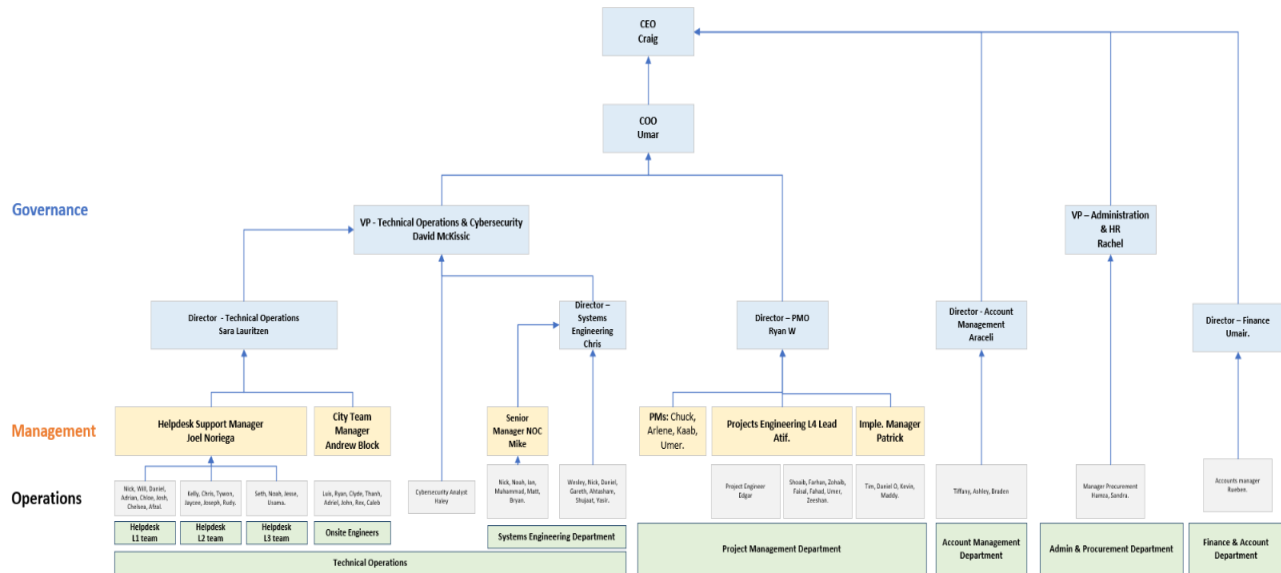 CEO
Craig
COO
Umar
Governance
VP - Technical Operations & Cybersecurity
David McKissic
VP – Administration
& HR
Rachel
Director - Technical Operations
Sara Lauritzen
Director –
Systems
Engineering
Chris
Director – PMO
Ryan W
Director - Account
Management
Araceli
Director – Finance
Umair.
Management
Helpdesk Support Manager
Joel Noriega
City Team
Manager
Andrew Block
Senior
Manager NOC
Mike
PMs: Chuck,
Arlene, Kaab,
Umer.
Projects Engineering L4 Lead
Atif.
Imple. Manager
Patrick
Operations
Nick, Will, Daniel,
Adrian, Chloe, Josh,
Chelsea, Afzal.
Kelly, Chris, Tyson,
Jaycee, Joseph, Rudy.
Seth, Noah, Jesse,
Usama.
Luis, Ryan, Clyde, Thanh,
Adriel, John, Rex, Caleb
Cybersecurity Analyst
Haley
Nick, Noah, Ian,
Muhammad, Matt,
Bryan.
Wesley, Nick, Daniel,
Gareth, Ahtasham,
Shujaat, Yasir.
Project Engineer
Edgar
Shoaib, Farhan, Zohaib,
Faisal, Fahad, Umer,
Zeeshan.
Tim, Daniel O, Kevin,
Maddy.
Tiffany, Ashley, Braden
Manager Procurement
Hamza, Sandra.
Accounts manager
Rueben.
Helpdesk
L1 team
Helpdesk
L2 team
Helpdesk
L3 team
Onsite Engineers
Systems Engineering Department
Technical Operations
Project Management Department
Account Management
Department
Admin & Procurement Department
Finance & Account
Department